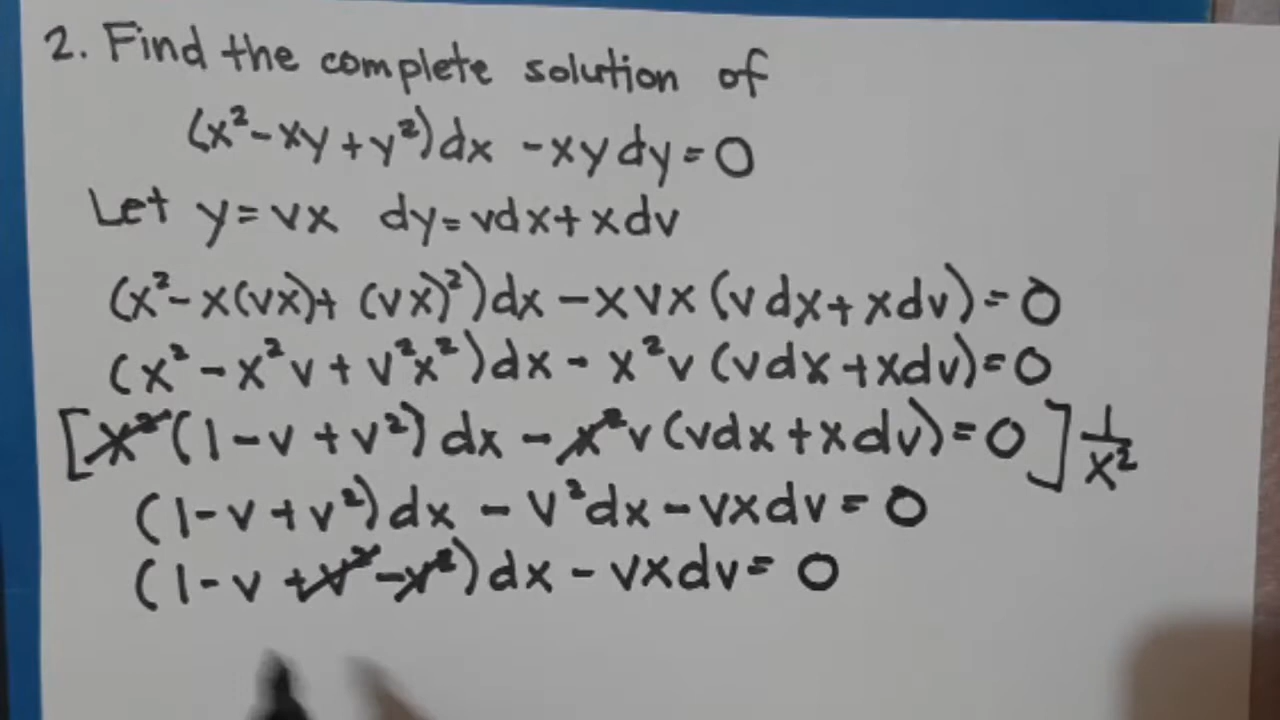 2. Find the complete solution of
(x²-xy+y²)dx -xydy=0
Let y=vx dy=vdx+xdv
(x²-x(vx)+(vx)²)dx-xvx(vdx+xdv)=0
(x²-x²v+v²x²)dx-x²v(vdx+xdv)=0
[x²(1-v+v²)dx-x²v(vdx+xdv)=0]1/x²
(1-v+v²)dx-v²dx-vxdv=0
(1-v+v²-v²)dx-vxdv=0